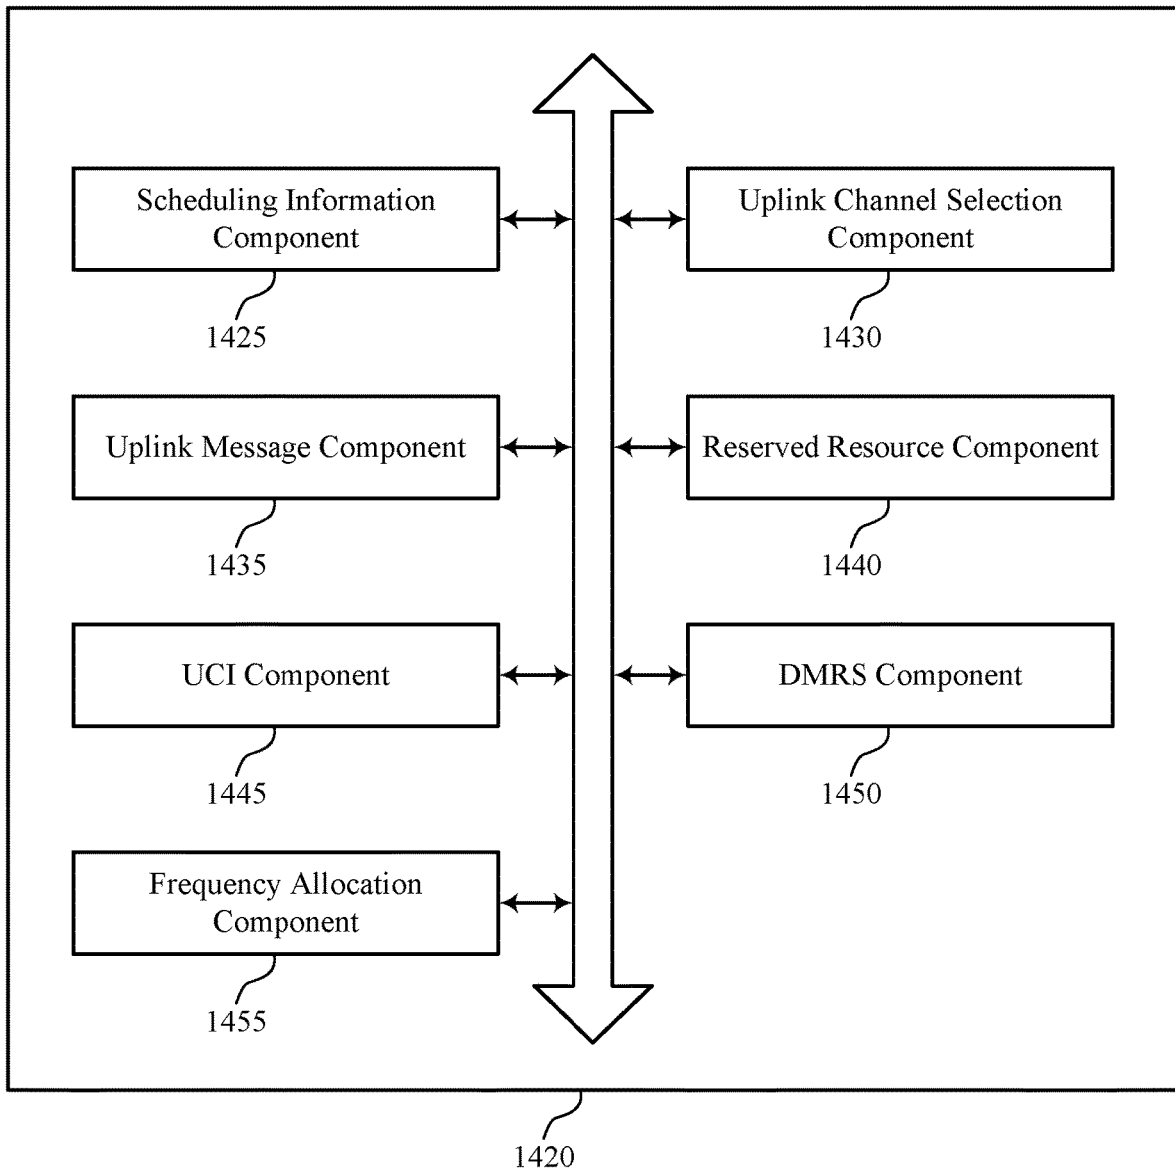 Scheduling Information
Component
1425
Uplink Channel Selection
Component
1430
Uplink Message Component
1435
Reserved Resource Component
1440
UCI Component
1445
DMRS Component
1450
Frequency Allocation
Component
1455
1420